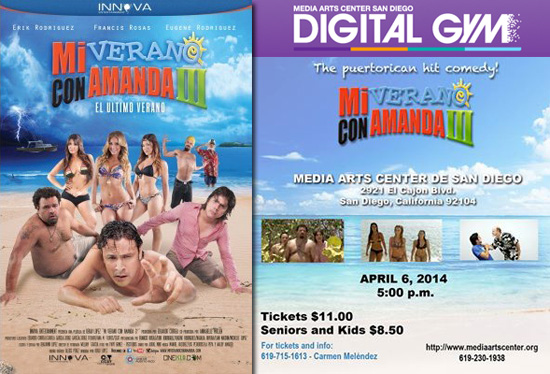 INNOVA
Erik Rodriguez
Francis Rosas
Eugene Rodriguez
Mi VERANO
CON AMANDA III
EL ULTIMO VERANO
MEDIA ARTS CENTER SAN DIEGO
DIGITAL GYM
The puertorican hit comedy!
Mi VERANO
CON AMANDA III
MEDIA ARTS CENTER DE SAN DIEGO
2921 El Cajon Blvd.
San Diego, California 92104
APRIL 6, 2014
5:00 p.m.
Tickets $11.00
Seniors and Kids $8.50
For tickets and info:
619-715-1613 - Carmen Meléndez
http://www.mediaartscenter.org
619-230-1938